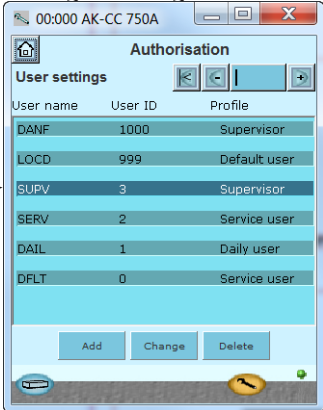 00:000 AK-CC 750A
Authorisation
User settings
User name User ID Profile
DANF 1000 Supervisor
LOCD 999 Default user
SUPV 3 Supervisor
SERV 2 Service user
DAIL 1 Daily user
DFLT 0 Service user
Add Change Delete